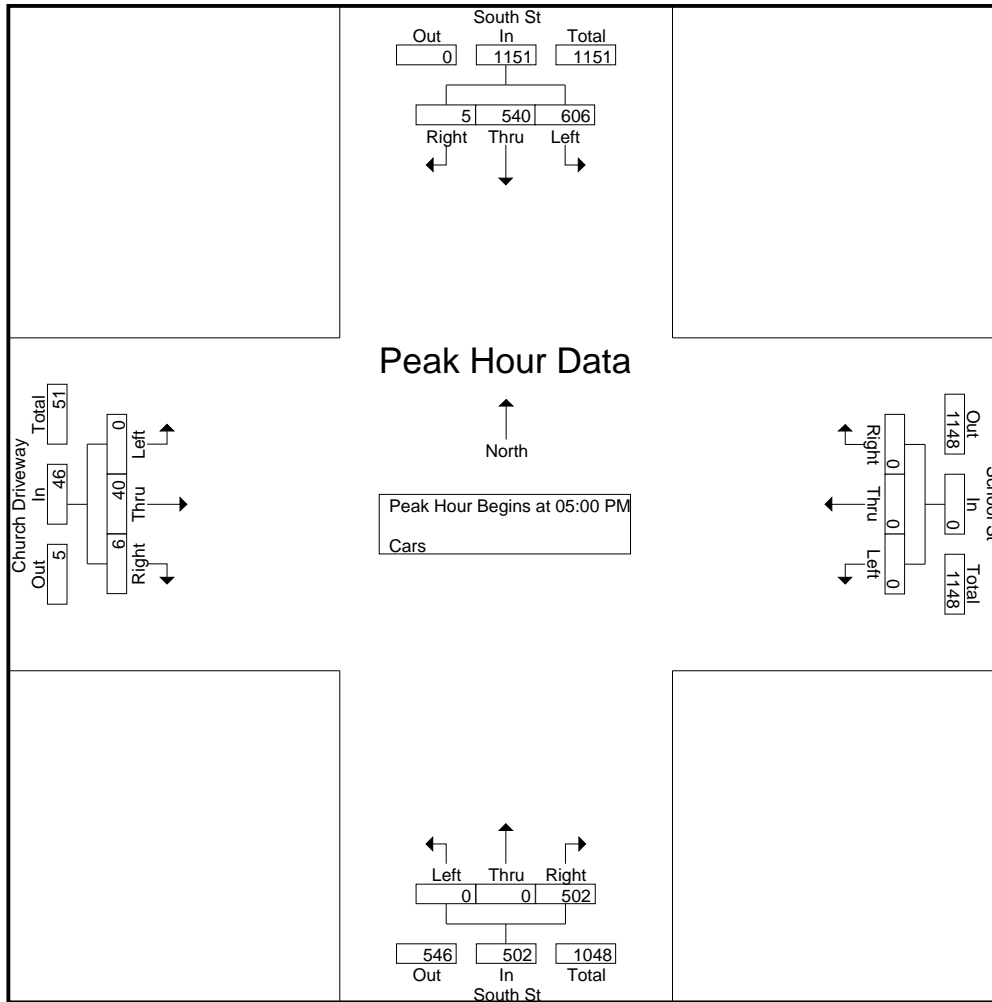 South St
Out In Total
0 1151 1151
5 540 606
Right Thru Left
Peak Hour Data
North
Peak Hour Begins at 05:00 PM
Cars
Church Driveway
Total In Out
51 46 5
0 40 6
Left Thru Right
Out In Total
1148 0 1148
0 0 0
Right Thru Left
Left Thru Right
0 0 502
546 502 1048
Out In Total
South St